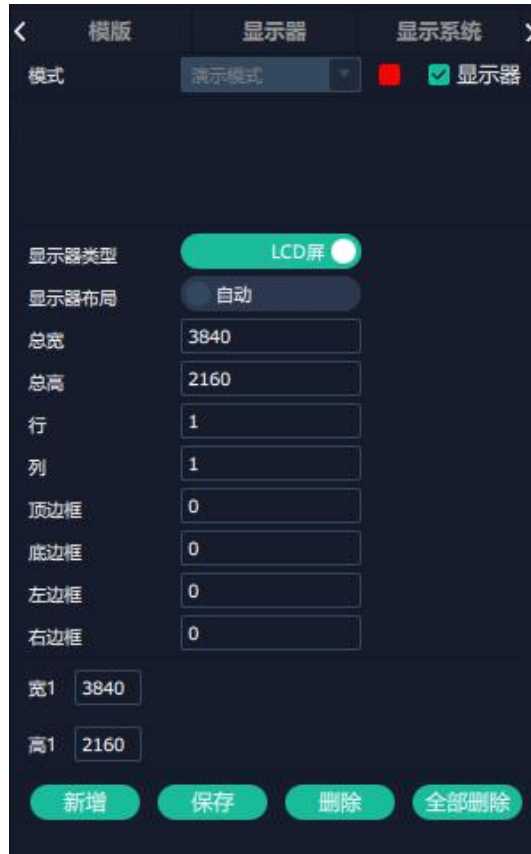 模版 显示器 显示系统
模式 演示模式 显示器
显示器类型 LCD屏
显示器布局 自动
总宽 3840
总高 2160
行 1
列 1
顶边框 0
底边框 0
左边框 0
右边框 0
宽1 3840
高1 2160
新增 保存 删除 全部删除